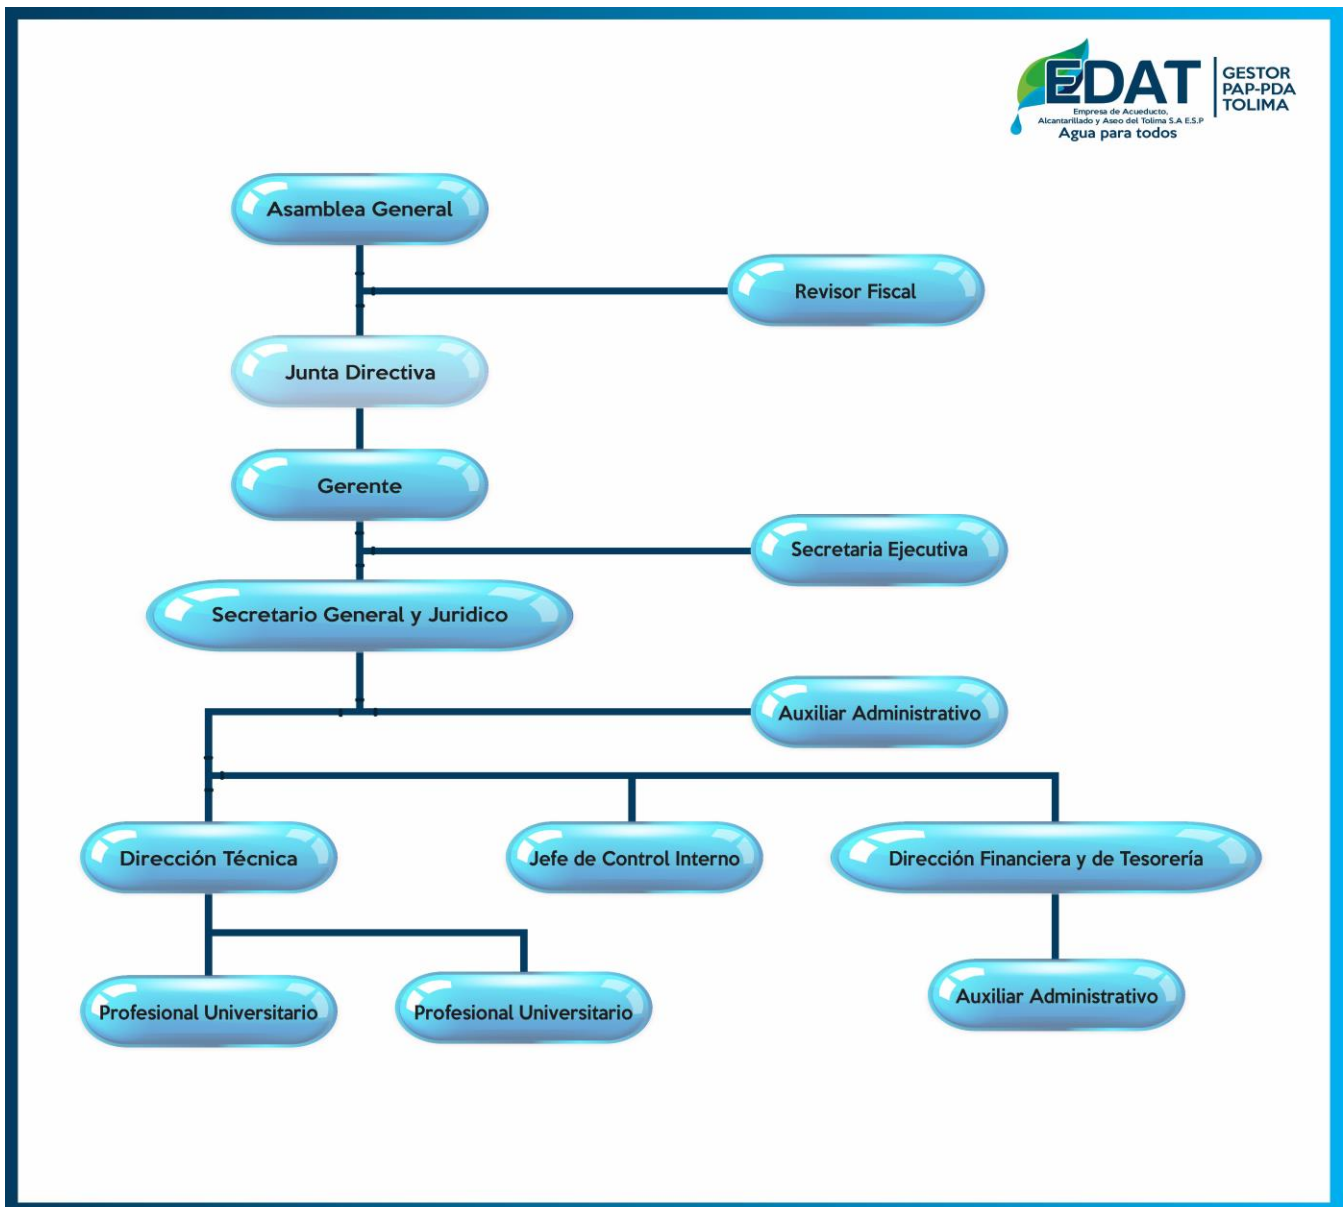 EDAT
Empresa de Acueducto,
Alcantarillado y Aseo del Tolima S.A E.S.P
Agua para todos
GESTOR
PAP-PDA
TOLIMA
Asamblea General
Revisor Fiscal
Junta Directiva
Gerente
Secretaria Ejecutiva
Secretario General y Juridico
Auxiliar Administrativo
Dirección Técnica
Jefe de Control Interno
Dirección Financiera y de Tesorería
Profesional Universitario
Profesional Universitario
Auxiliar Administrativo